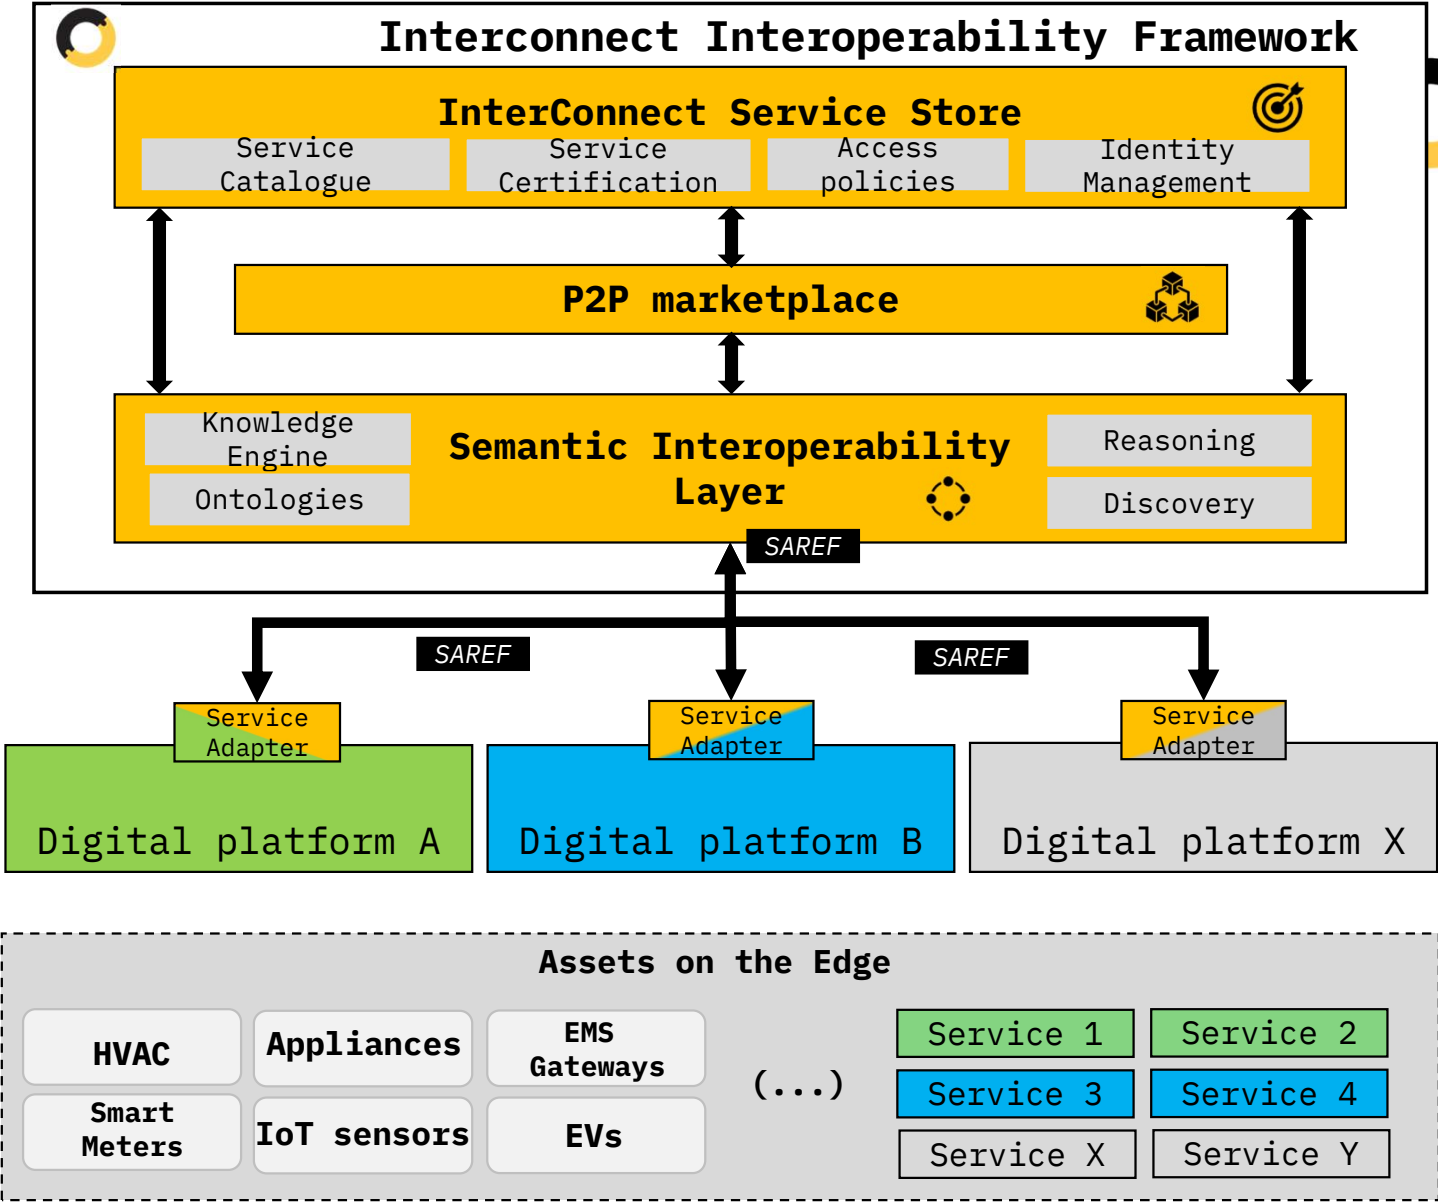 Interconnect Interoperability Framework
InterConnect Service Store
Service
Catalogue
Service
Certification
Access
policies
Identity
Management
P2P marketplace
Knowledge
Engine
Ontologies
Semantic Interoperability
Layer
Reasoning
Discovery
SAREF
SAREF
SAREF
Service
Adapter
Digital platform A
Service
Adapter
Digital platform B
Service
Adapter
Digital platform X
Assets on the Edge
HVAC
Appliances
EMS
Gateways
Smart
Meters
IoT sensors
EVs
(...)
Service 1
Service 2
Service 3
Service 4
Service X
Service Y